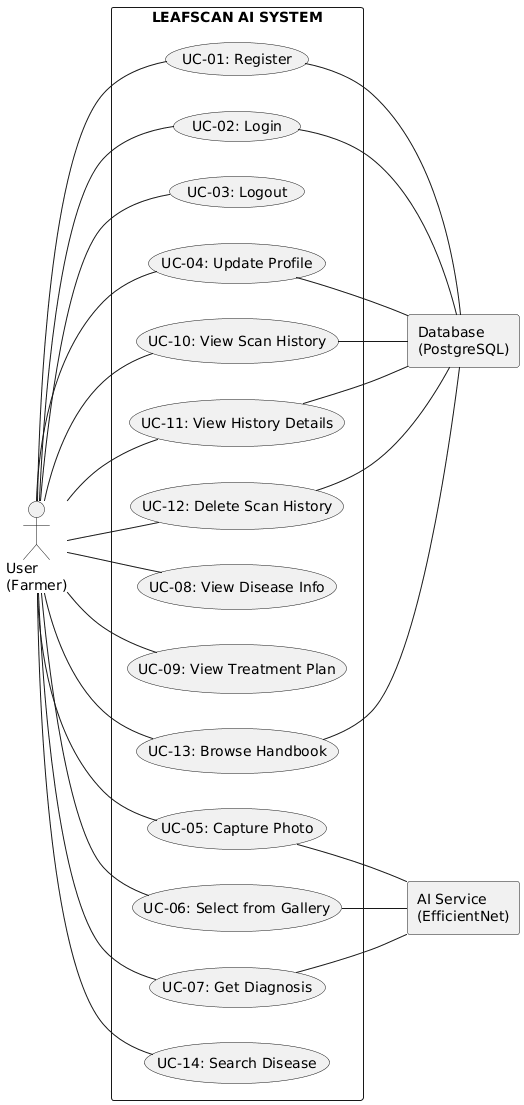 LEAFSCAN AI SYSTEM
UC-01: Register
UC-02: Login
UC-03: Logout
UC-04: Update Profile
UC-10: View Scan History
Database
(PostgreSQL)
UC-11: View History Details
UC-12: Delete Scan History
User
(Farmer)
UC-08: View Disease Info
UC-09: View Treatment Plan
UC-13: Browse Handbook
UC-05: Capture Photo
UC-06: Select from Gallery
AI Service
(EfficientNet)
UC-07: Get Diagnosis
UC-14: Search Disease